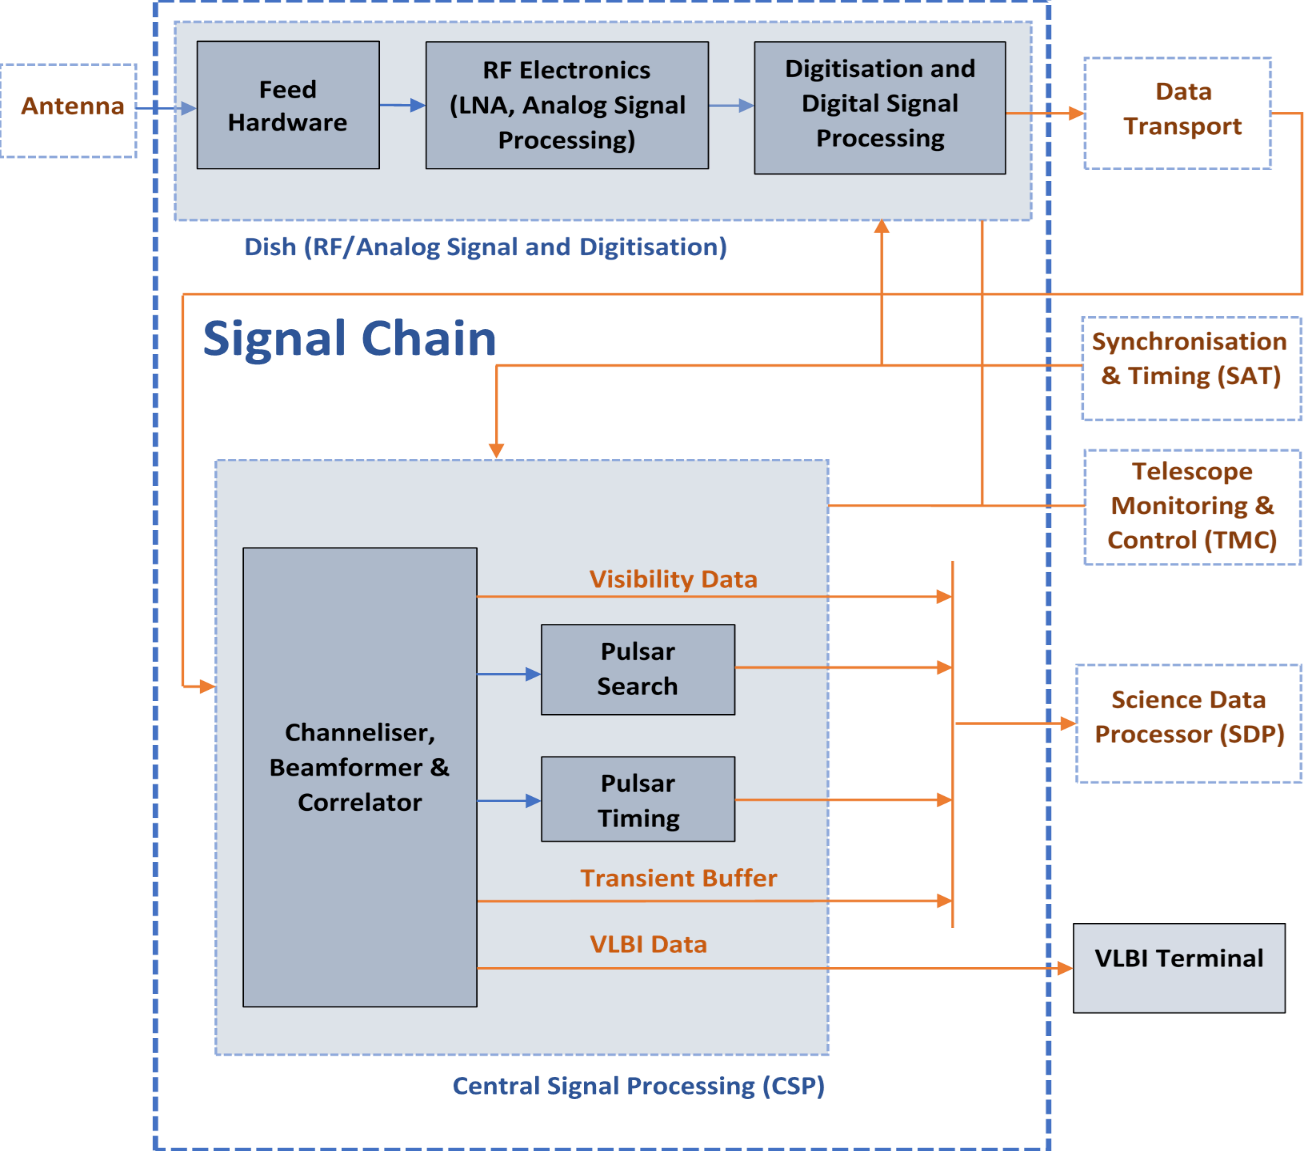 Antenna
Feed
Hardware
RF Electronics
(LNA, Analog Signal
Processing)
Digitisation and
Digital Signal
Processing
Data
Transport
Dish (RF/Analog Signal and Digitisation)
Signal Chain
Synchronisation
& Timing (SAT)
Telescope
Monitoring &
Control (TMC)
Visibility Data
Pulsar
Search
Channeliser,
Beamformer &
Correlator
Pulsar
Timing
Science Data
Processor (SDP)
Transient Buffer
VLBI Data
VLBI Terminal
Central Signal Processing (CSP)